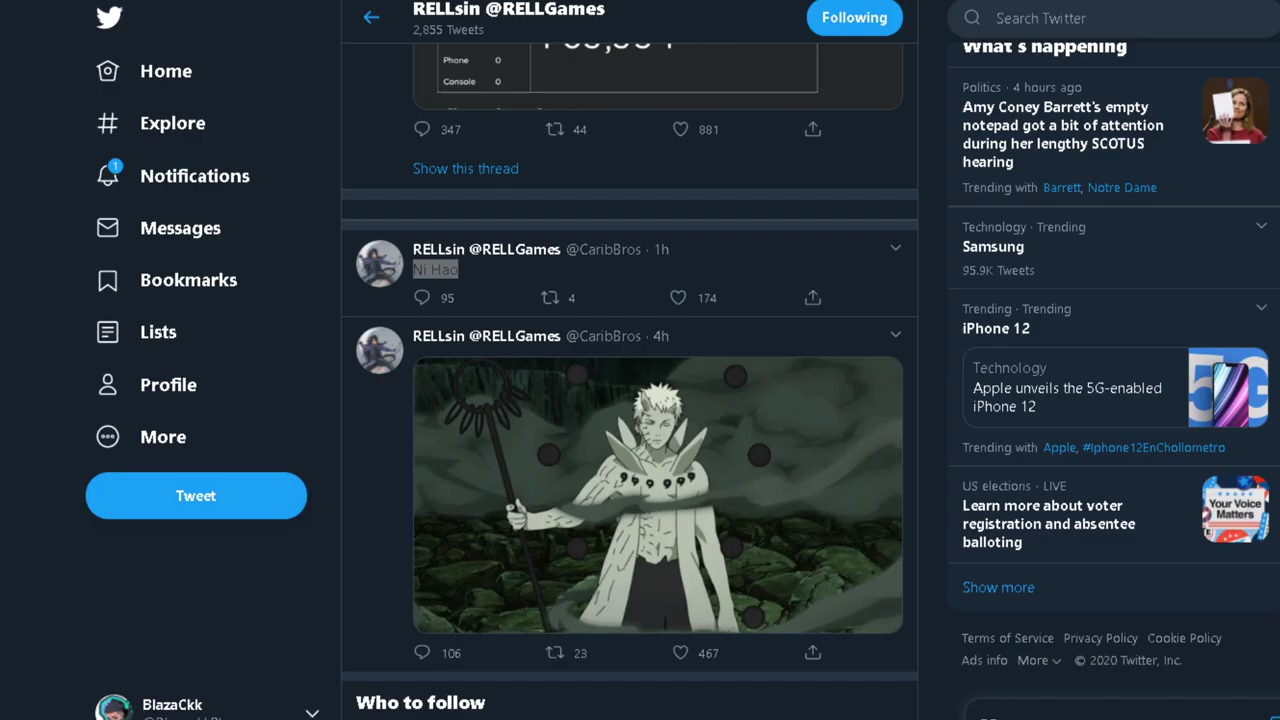 Home
Explore
1
Notifications
Messages
Bookmarks
Lists
Profile
More
Tweet
BlazaCkk
RELLsin @RELLGames
2,855 Tweets
Following
Phone 0
Console 0
347 44 881
Show this thread
RELLsin @RELLGames @CaribBros · 1h
Ni Hao
95 4 174
RELLsin @RELLGames @CaribBros · 4h
106 23 467
Who to follow
Search Twitter
What's happening
Politics · 4 hours ago
Amy Coney Barrett's empty
notepad got a bit of attention
during her lengthy SCOTUS
hearing
Trending with Barrett, Notre Dame
Technology · Trending
Samsung
95.9K Tweets
Trending · Trending
iPhone 12
Technology
Apple unveils the 5G-enabled
iPhone 12
5G
Trending with Apple, #Iphone12EnChollometro
US elections · LIVE
Learn more about voter
registration and absentee
balloting
Your Voice
Matters
Show more
Terms of Service Privacy Policy Cookie Policy
Ads info More © 2020 Twitter, Inc.